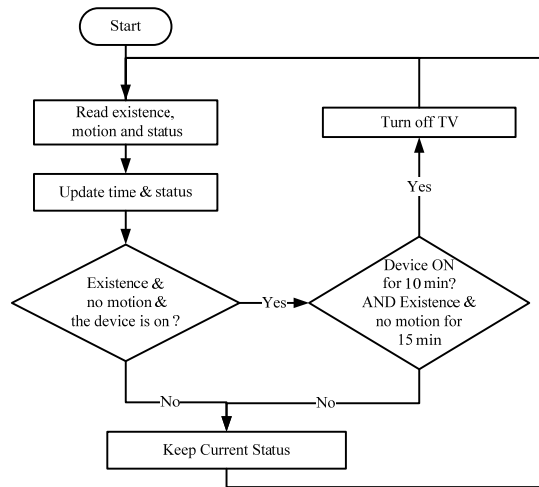 Start
Read existence,
motion and status
Update time & status
Existence &
no motion &
the device is on ?
Yes
Device ON
for 10 min?
AND Existence &
no motion for
15 min
Yes
Turn off TV
No
No
Keep Current Status